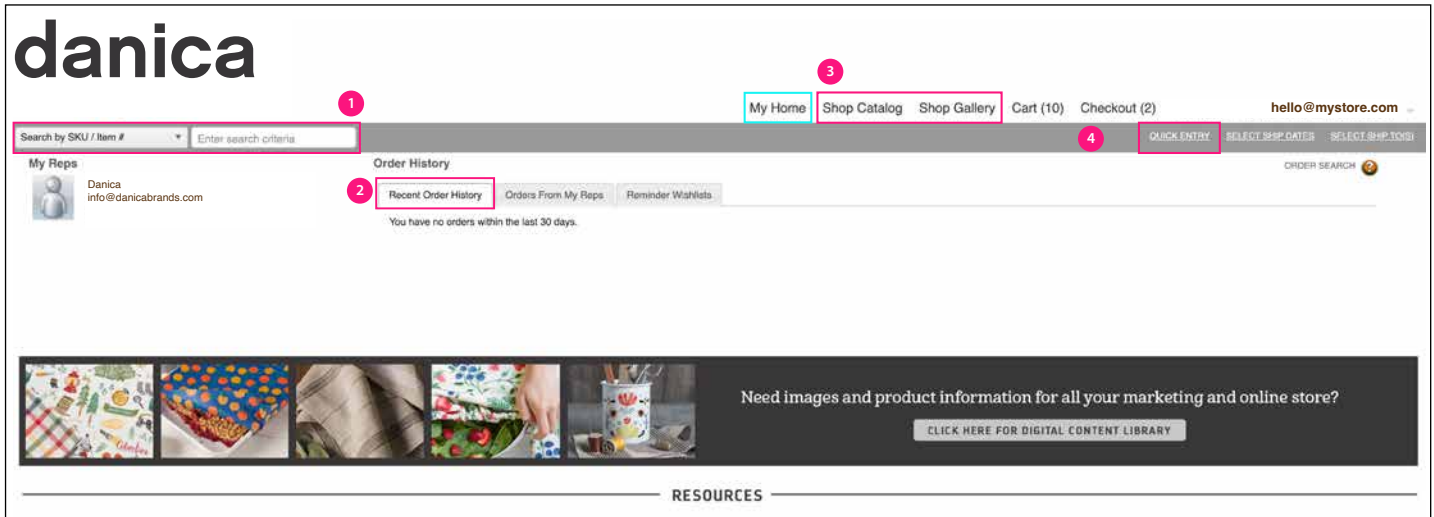 danica
3
1
My Home Shop Catalog Shop Gallery Cart (10) Checkout (2) hello@mystore.com
Search by SKU / Item # Enter search criteria 4 QUICK ENTRY SELECT SHIP DATES SELECT SHIP TO(S)
My Reps Order History ORDER SEARCH ?
Danica
info@danicabrands.com
2 Recent Order History Orders From My Reps Reminder Wishlists
You have no orders within the last 30 days.
Need images and product information for all your marketing and online store?
CLICK HERE FOR DIGITAL CONTENT LIBRARY
RESOURCES